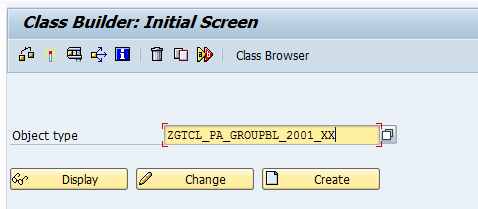 Class Builder: Initial Screen
Class Browser
Object type ZGTCL_PA_GROUPBL_2001_XX
Display Change Create